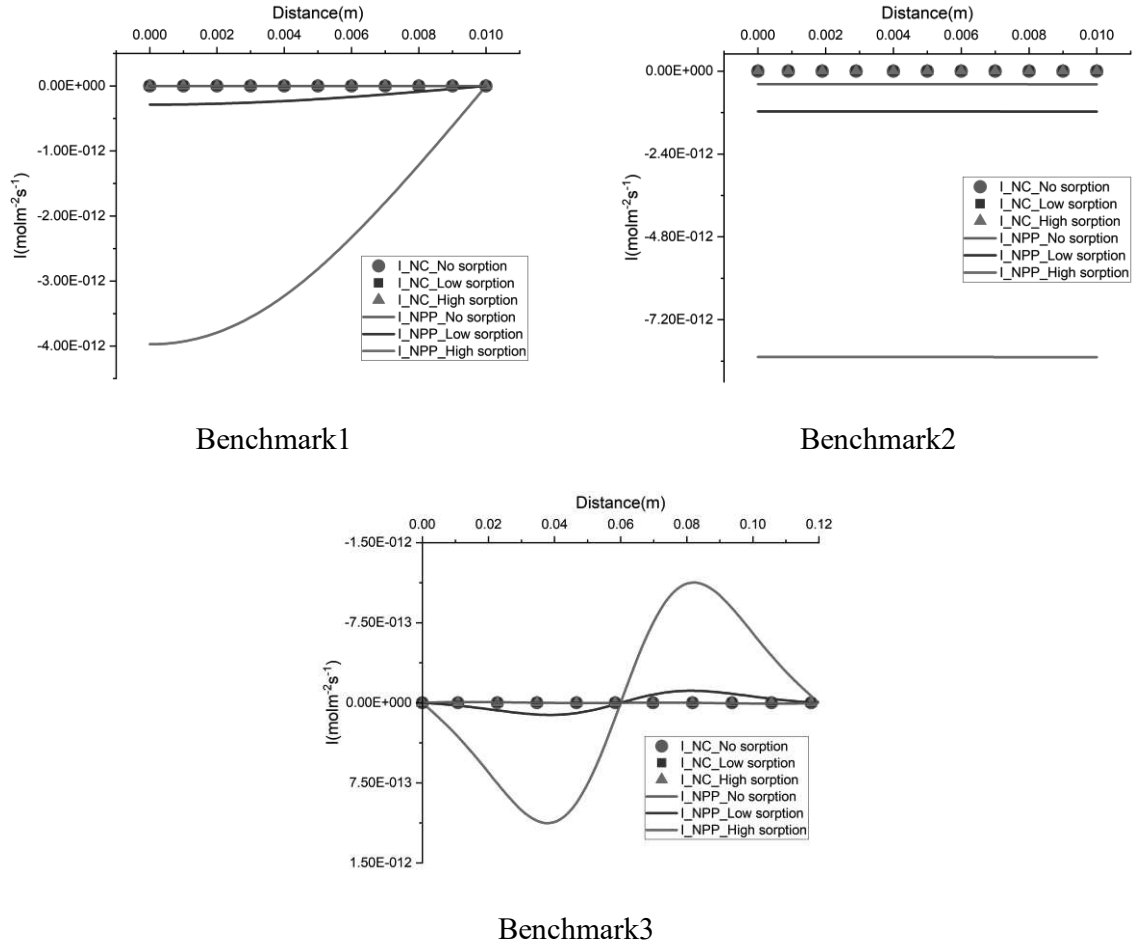 Distance(m)
0.000 0.002 0.004 0.006 0.008 0.010
0.00E+000
-1.00E-012
-2.00E-012
-3.00E-012
-4.00E-012
I(molm-2s-1)
I_NC_No sorption
I_NC_Low sorption
I_NC_High sorption
I_NPP_No sorption
I_NPP_Low sorption
I_NPP_High sorption
Benchmark1
Distance(m)
0.000 0.002 0.004 0.006 0.008 0.010
0.00E+000
-2.40E-012
-4.80E-012
-7.20E-012
I(molm-2s-1)
I_NC_No sorption
I_NC_Low sorption
I_NC_High sorption
I_NPP_No sorption
I_NPP_Low sorption
I_NPP_High sorption
Benchmark2
Distance(m)
0.00 0.02 0.04 0.06 0.08 0.10 0.12
-1.50E-012
-7.50E-013
0.00E+000
7.50E-013
1.50E-012
I(molm-2s-1)
I_NC_No sorption
I_NC_Low sorption
I_NC_High sorption
I_NPP_No sorption
I_NPP_Low sorption
I_NPP_High sorption
Benchmark3